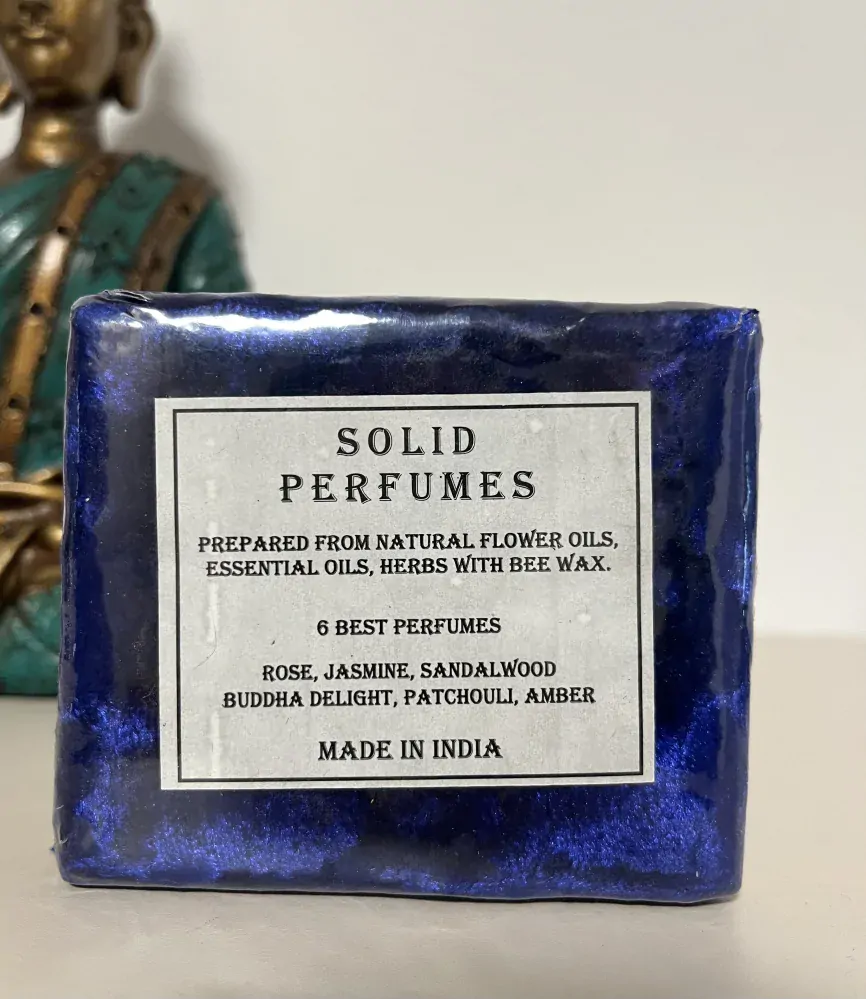 SOLID
PERFUMES
PREPARED FROM NATURAL FLOWER OILS,
ESSENTIAL OILS, HERBS WITH BEE WAX.
6 BEST PERFUMES
ROSE, JASMINE, SANDALWOOD
BUDDHA DELIGHT, PATCHOULI, AMBER
MADE IN INDIA